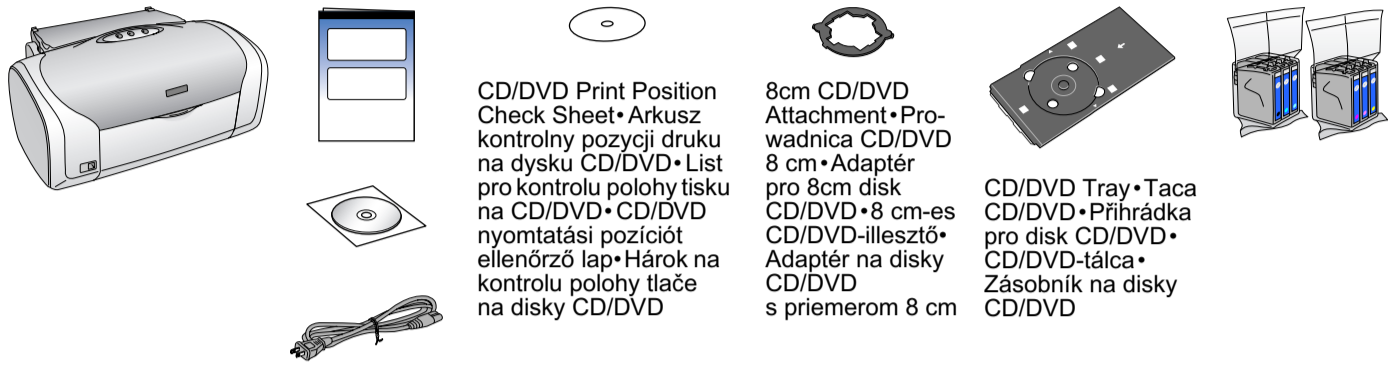 CD/DVD Print Position
Check Sheet•Arkusz
kontrolny pozycji druku
na dysku CD/DVD•List
pro kontrolu polohy tisku
na CD/DVD•CD/DVD
nyomtatási pozíciót
ellenőrző lap•Hárok na
kontrolu polohy tlače
na disky CD/DVD
8cm CD/DVD
Attachment•Pro-
wadnica CD/DVD
8 cm•Adaptér
pro 8cm disk
CD/DVD•8 cm-es
CD/DVD-illesztő•
Adaptér na disky
CD/DVD
s priemerom 8 cm
CD/DVD Tray•Taca
CD/DVD•Přihrádka
pro disk CD/DVD•
CD/DVD-tálca•
Zásobník na disky
CD/DVD